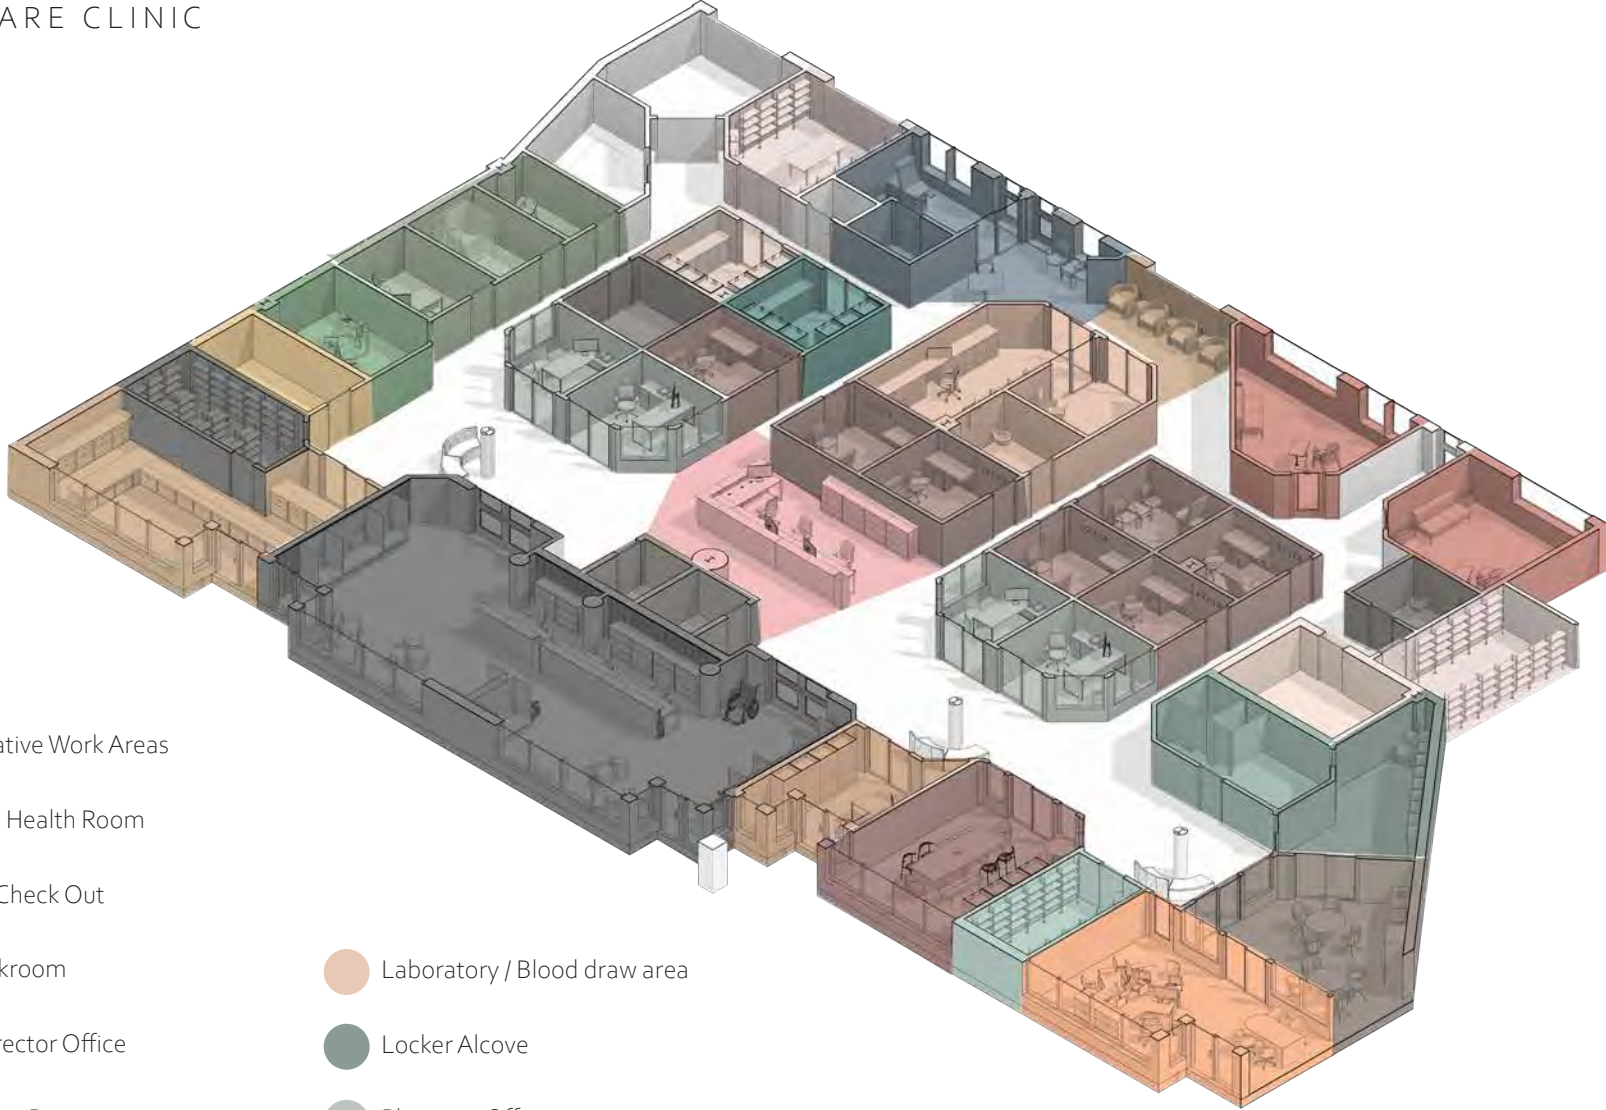 ARE CLINIC
ative Work Areas
Health Room
Check Out
kroom
ector Office
Laboratory / Blood draw area
Locker Alcove